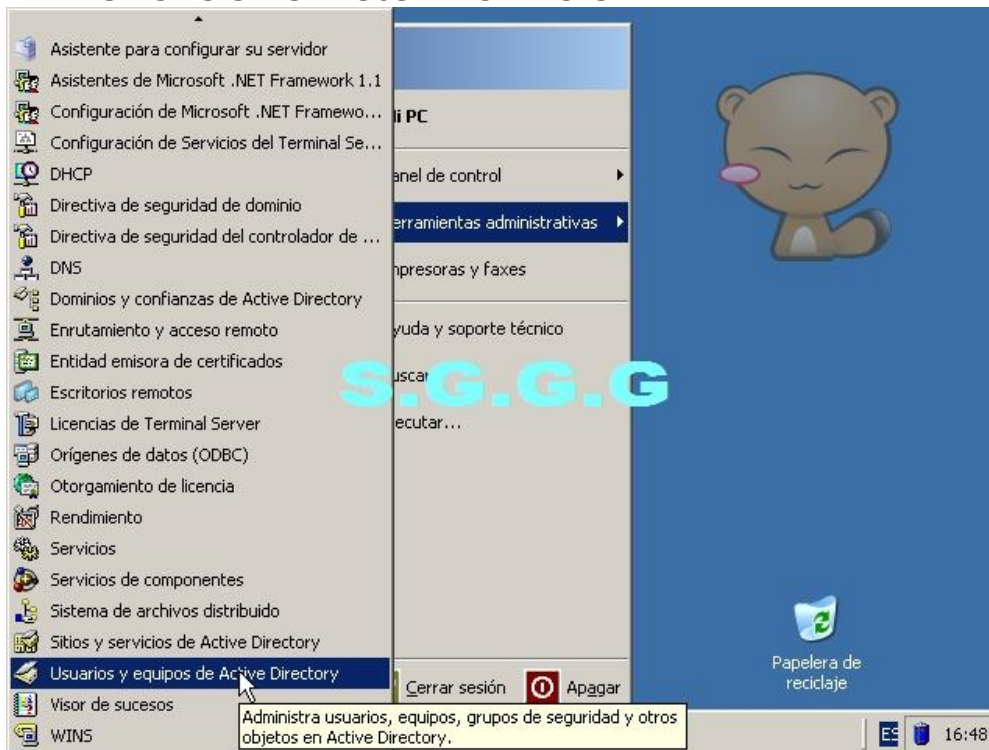 Asistente para configurar su servidor
Asistentes de Microsoft .NET Framework 1.1
Configuración de Microsoft .NET Framewo...
Configuración de Servicios del Terminal Se...
DHCP
Directiva de seguridad de dominio
Directiva de seguridad del controlador de ...
DNS
Dominios y confianzas de Active Directory
Enrutamiento y acceso remoto
Entidad emisora de certificados
Escritorios remotos
Licencias de Terminal Server
Orígenes de datos (ODBC)
Otorgamiento de licencia
Rendimiento
Servicios
Servicios de componentes
Sistema de archivos distribuido
Sitios y servicios de Active Directory
Usuarios y equipos de Active Directory
Visor de sucesos
WINS
Administra usuarios, equipos, grupos de seguridad y otros
objetos en Active Directory.
li PC
anel de control
erramientas administrativas
npresoras y faxes
yuda y soporte técnico
uscar
ecutar...
S.G.G.G
Cerrar sesión
Apagar
Papelera de
reciclaje
ES
16:48